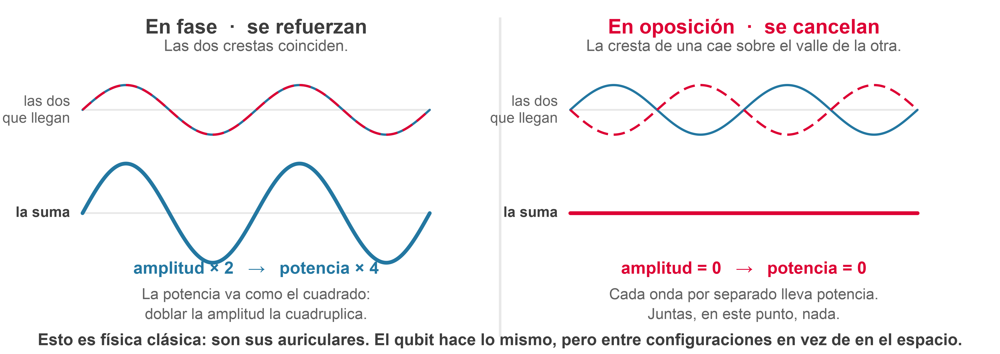 En fase · se refuerzan
Las dos crestas coinciden.
las dos
que llegan
la suma
amplitud × 2 → potencia × 4
La potencia va como el cuadrado:
doblar la amplitud la cuadruplica.
En oposición · se cancelan
La cresta de una cae sobre el valle de la otra.
las dos
que llegan
la suma
amplitud = 0 → potencia = 0
Cada onda por separado lleva potencia.
Juntas, en este punto, nada.
Esto es física clásica: son sus auriculares. El qubit hace lo mismo, pero entre configuraciones en vez de en el espacio.